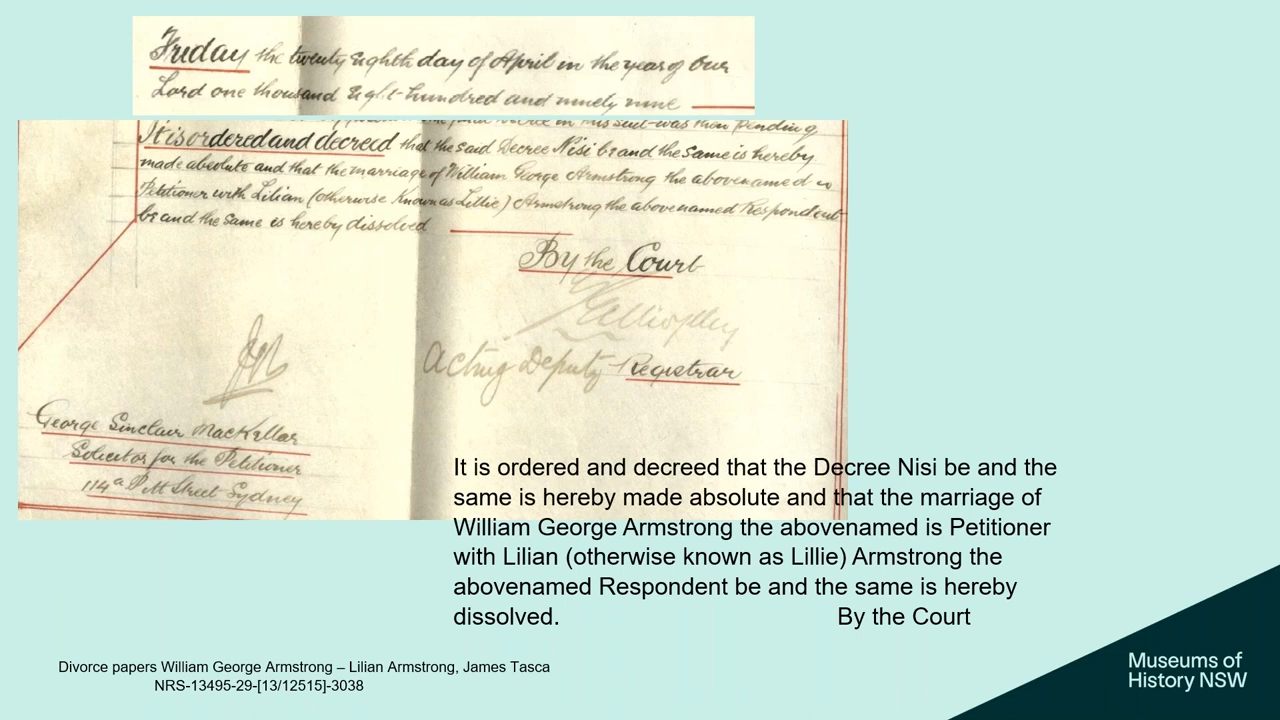 Friday the twenty eighth day of April in the year of Our
Lord one thousand Eight hundred and ninety nine
in this suit was then pending
It is ordered and decreed that the said Decree Nisi be and the same is hereby
made absolute and that the marriage of William George Armstrong the abovenamed
Petitioner with Lilian (otherwise Known as Lillie) Armstrong the abovenamed Respondent
be and the same is hereby dissolved
By the Court
Acting Deputy Registrar
George Sinclair MacKellar
Solicitor for the Petitioner
114a Pitt Street Sydney
It is ordered and decreed that the Decree Nisi be and the
same is hereby made absolute and that the marriage of
William George Armstrong the abovenamed is Petitioner
with Lilian (otherwise known as Lillie) Armstrong the
abovenamed Respondent be and the same is hereby
dissolved. By the Court
Divorce papers William George Armstrong – Lilian Armstrong, James Tasca
NRS-13495-29-[13/12515]-3038
Museums of
History NSW